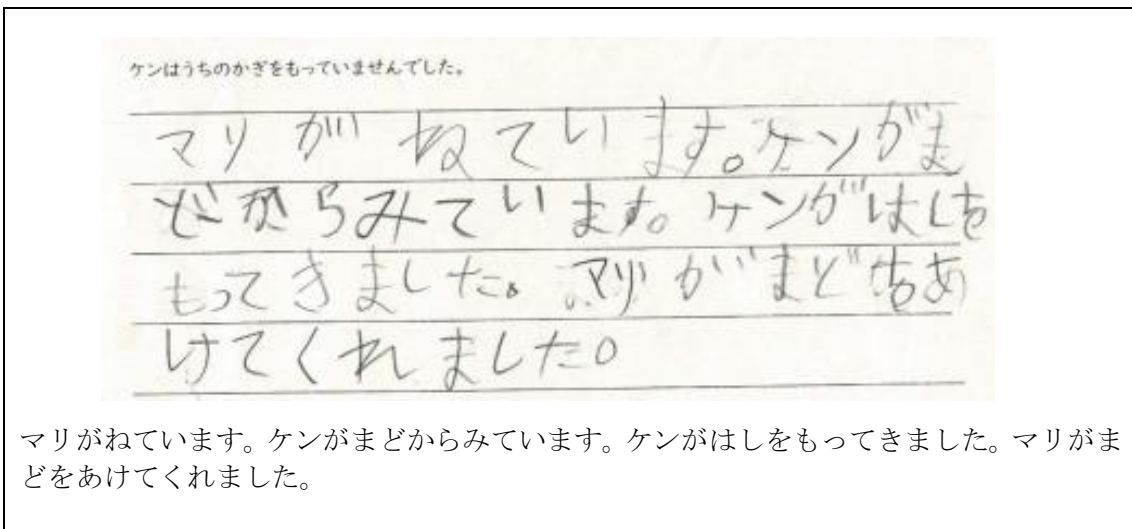 ケンはうちのかぎをもっていませんでした。
マリがねています。ケンがま
どからみています。ケンがはしを
もってきました。マリがまどをあ
けてくれました。
マリがねています。ケンがまどからみています。ケンがはしをもってきました。マリがま
どをあけてくれました。